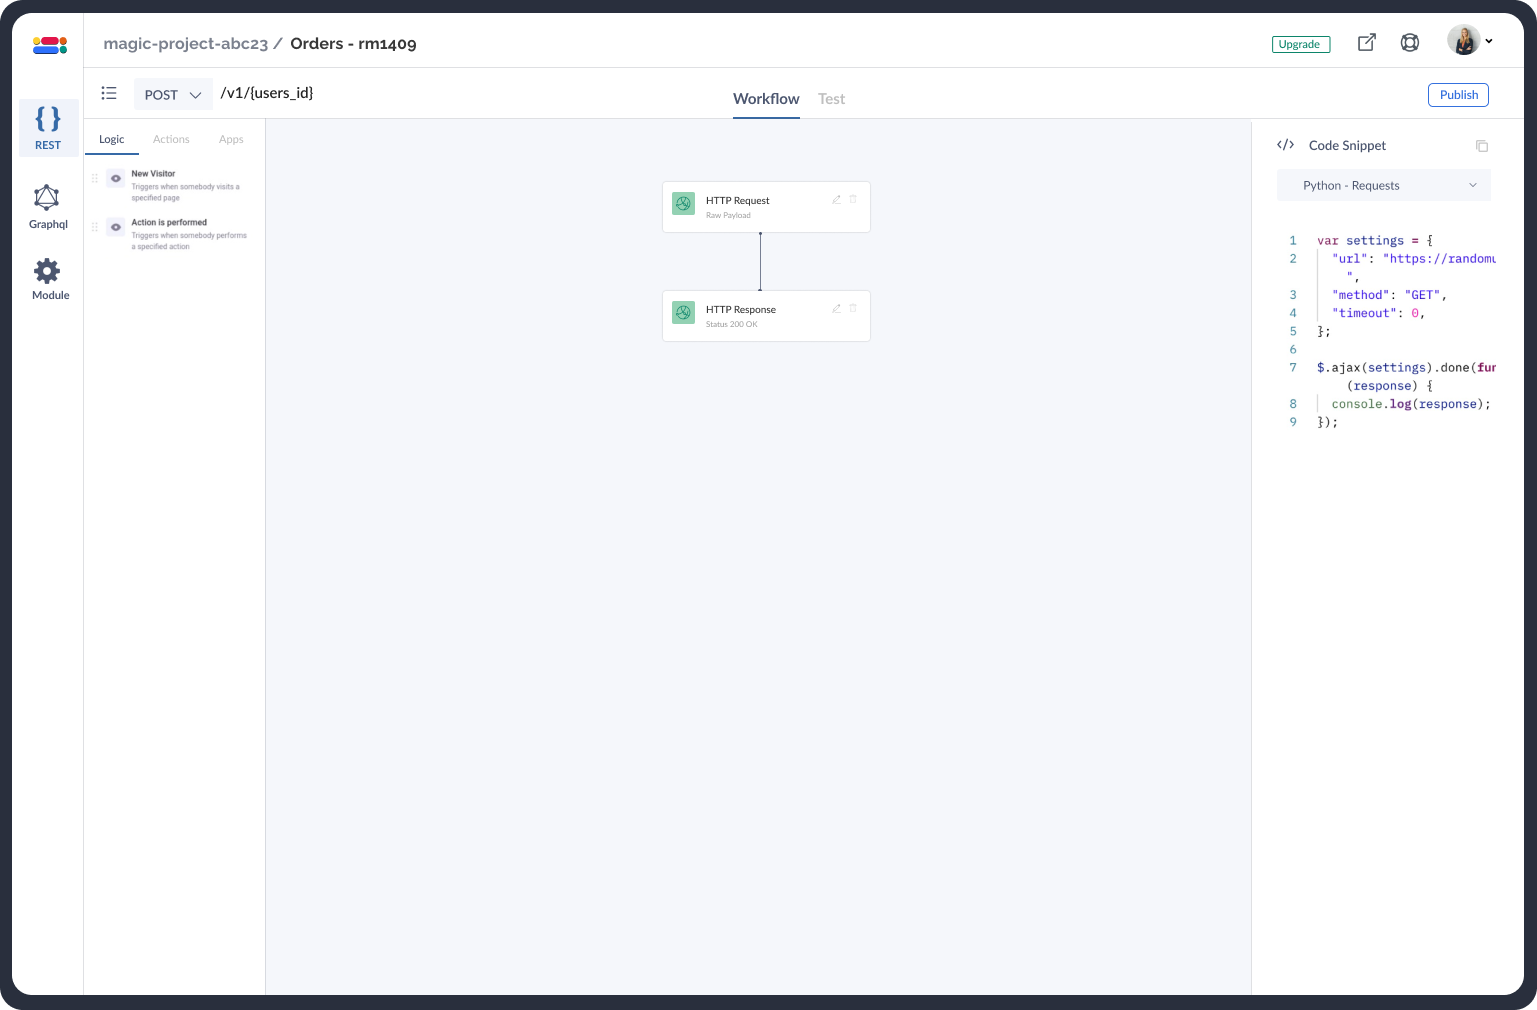 magic-project-abc23 / Orders - rm1409
Upgrade
POST
/v1/{users_id}
Workflow
Test
Publish
{ }
REST
Graphql
Module
Logic
Actions
Apps
New Visitor
Triggers when somebody visits a
specified page
Action is performed
Triggers when somebody performs
a specified action
HTTP Request
Raw Payload
HTTP Response
Status 200 OK
</> Code Snippet
Python - Requests
1 var settings = {
2 "url": "https://randomu
",
3 "method": "GET",
4 "timeout": 0,
5 };
6
7 $.ajax(settings).done(fun
(response) {
8 console.log(response);
9 });